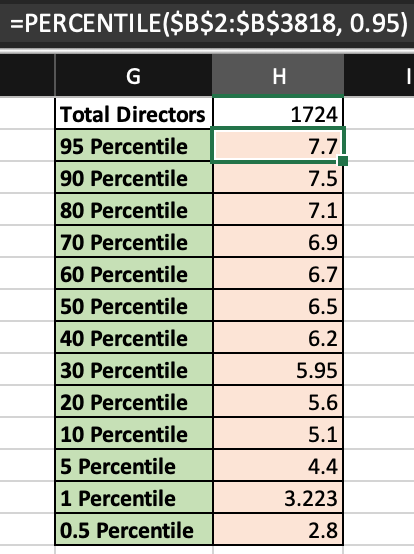 =PERCENTILE($B$2:$B$3818, 0.95)
G H I
Total Directors 1724
95 Percentile 7.7
90 Percentile 7.5
80 Percentile 7.1
70 Percentile 6.9
60 Percentile 6.7
50 Percentile 6.5
40 Percentile 6.2
30 Percentile 5.95
20 Percentile 5.6
10 Percentile 5.1
5 Percentile 4.4
1 Percentile 3.223
0.5 Percentile 2.8